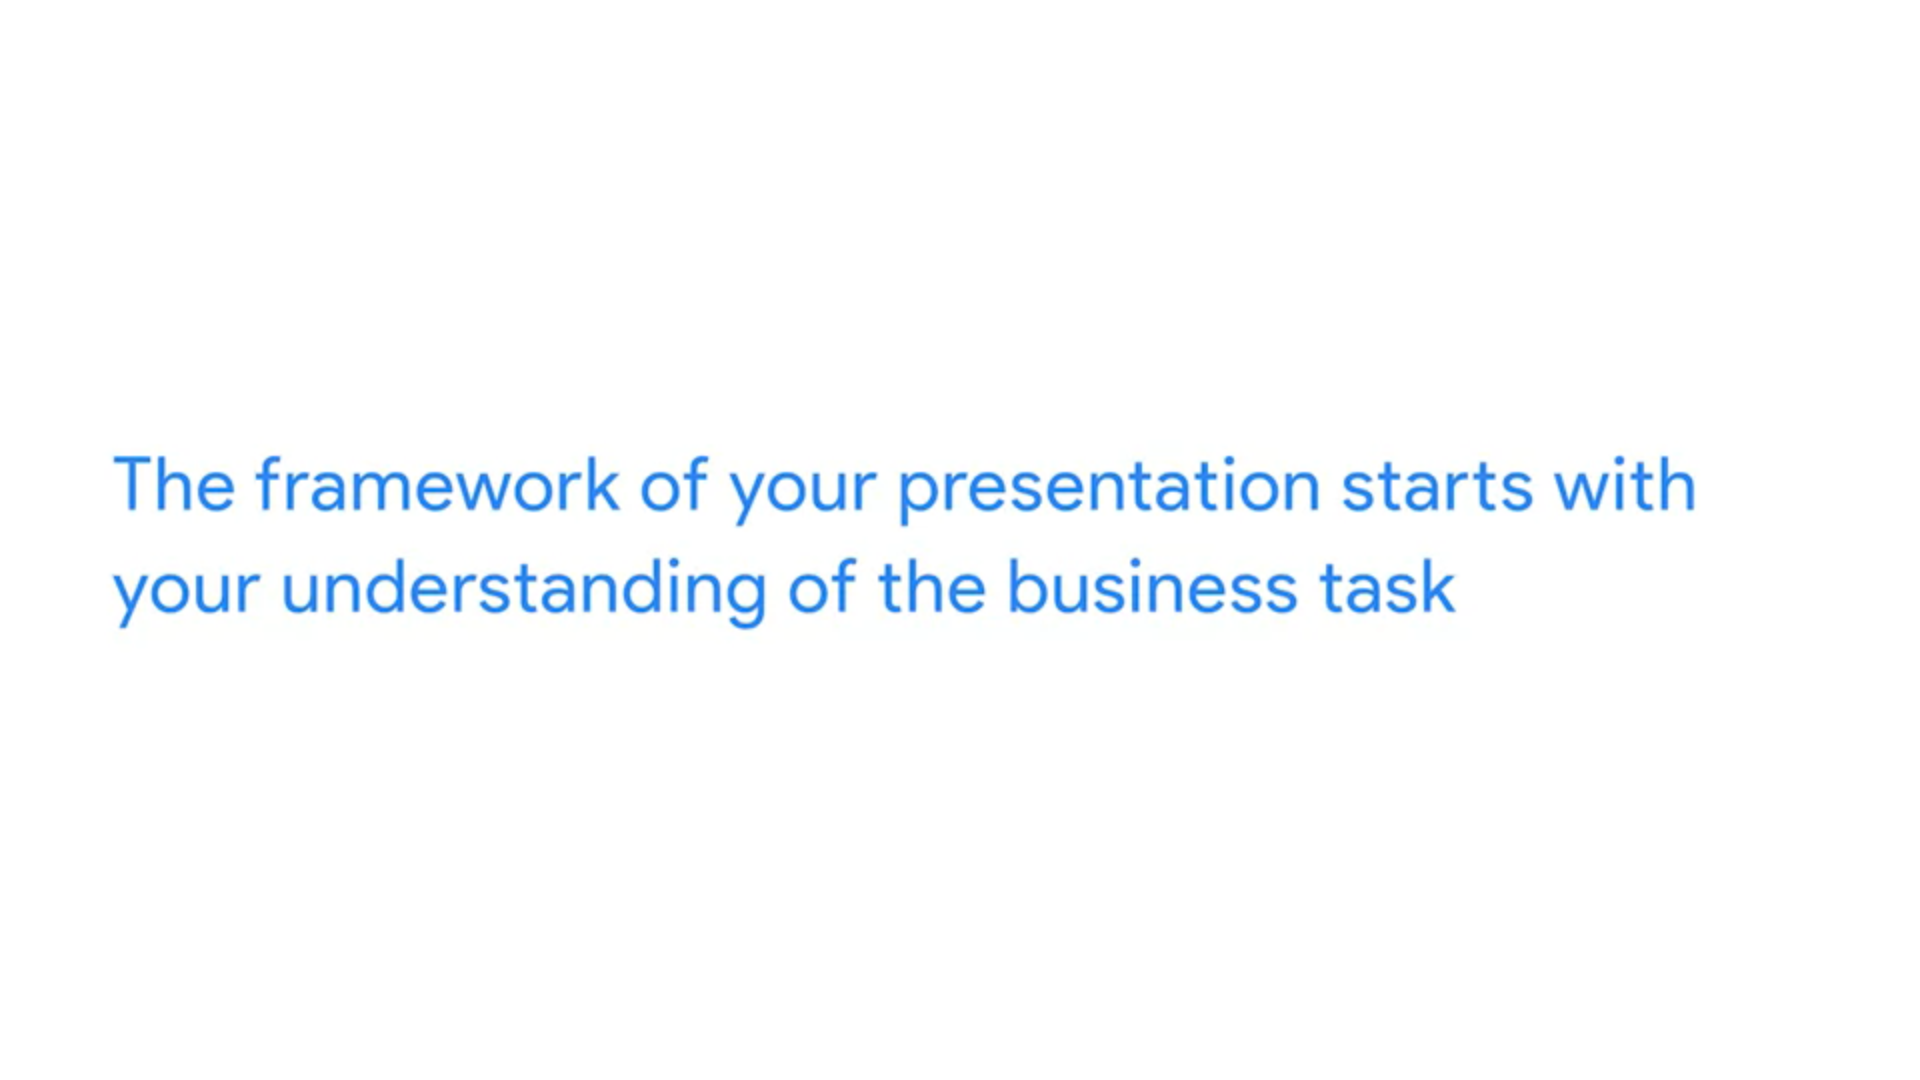 The framework of your presentation starts with
your understanding of the business task